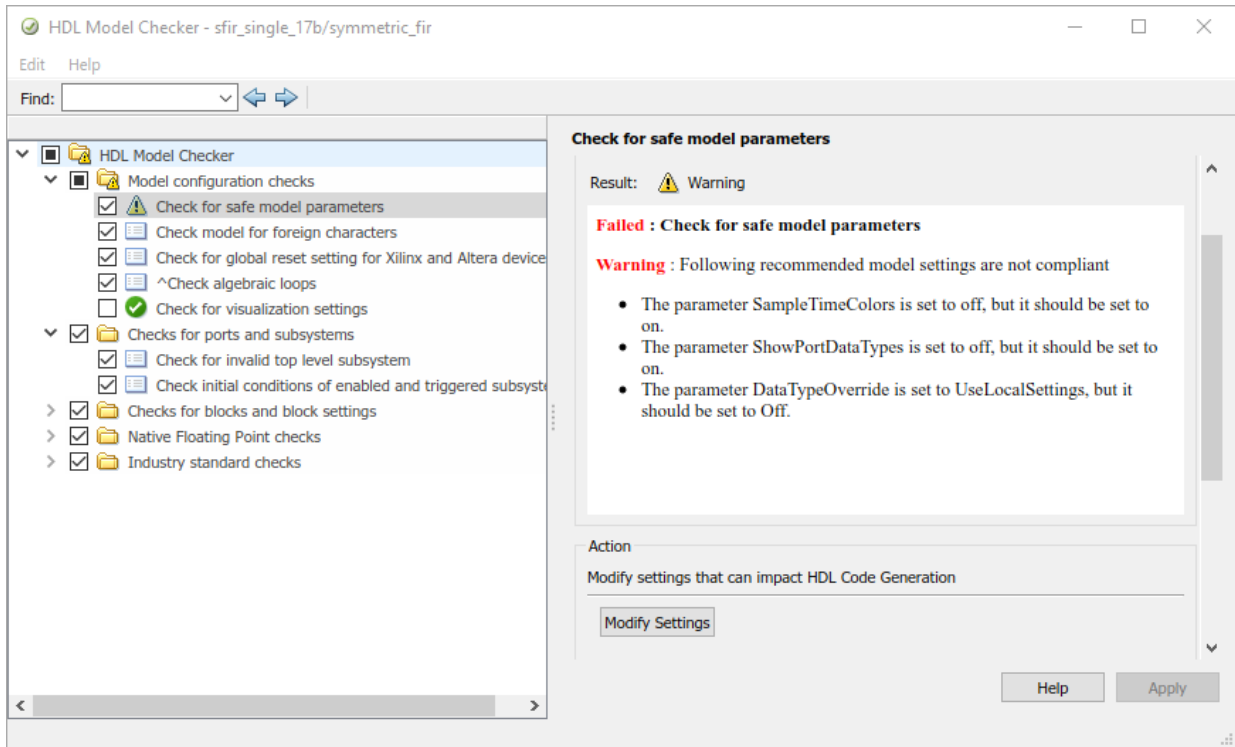 HDL Model Checker - sfir_single_17b/symmetric_fir
Edit Help
Find:
HDL Model Checker
Model configuration checks
Check for safe model parameters
Check model for foreign characters
Check for global reset setting for Xilinx and Altera device
^Check algebraic loops
Check for visualization settings
Checks for ports and subsystems
Check for invalid top level subsystem
Check initial conditions of enabled and triggered subsyste
Checks for blocks and block settings
Native Floating Point checks
Industry standard checks
Check for safe model parameters
Result: Warning
Failed : Check for safe model parameters
Warning : Following recommended model settings are not compliant
• The parameter SampleTimeColors is set to off, but it should be set to
on.
• The parameter ShowPortDataTypes is set to off, but it should be set to
on.
• The parameter DataTypeOverride is set to UseLocalSettings, but it
should be set to Off.
Action
Modify settings that can impact HDL Code Generation
Modify Settings
Help Apply